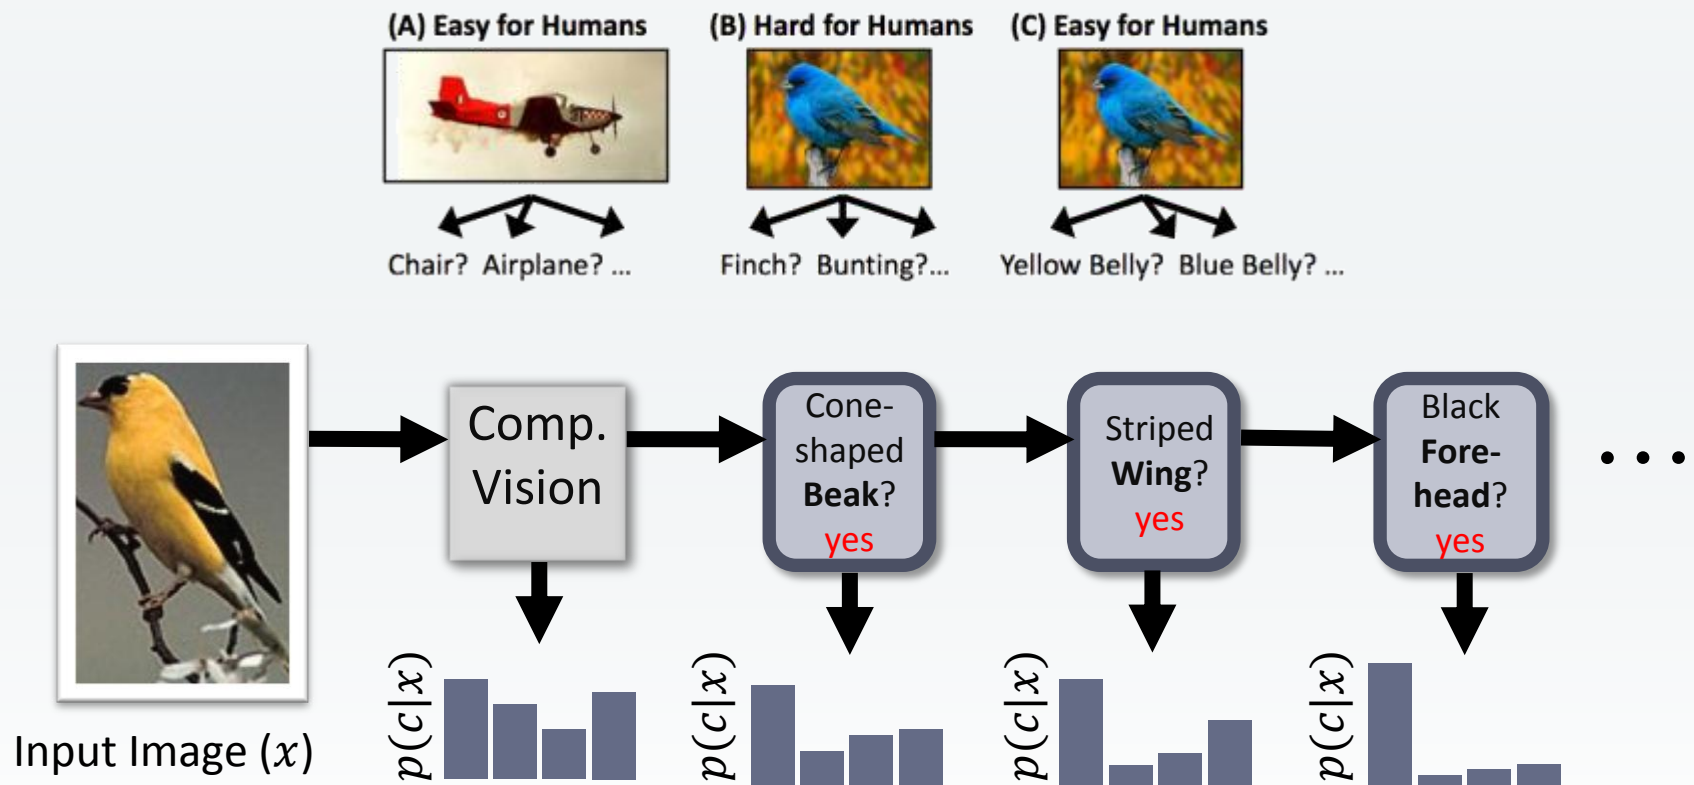 (A) Easy for Humans
(B) Hard for Humans
(C) Easy for Humans
Chair? Airplane? ...
Finch? Bunting?...
Yellow Belly? Blue Belly? ...
Comp.
Vision
Cone-
shaped
Beak?
yes
Striped
Wing?
yes
Black
Fore-
head?
yes
. . .
Input Image (x)
p(c|x)
p(c|x)
p(c|x)
p(c|x)